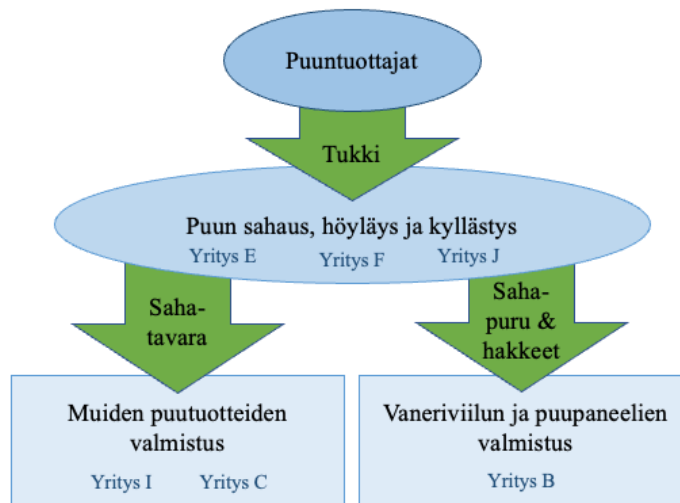 Puuntuottajat
Tukki
Puun sahaus, höyläys ja kyllästys
Yritys E Yritys F Yritys J
Saha-
tavara
Saha-
puru &
hakkeet
Muiden puutuotteiden
valmistus
Yritys I Yritys C
Vaneriviilun ja puupaneelien
valmistus
Yritys B